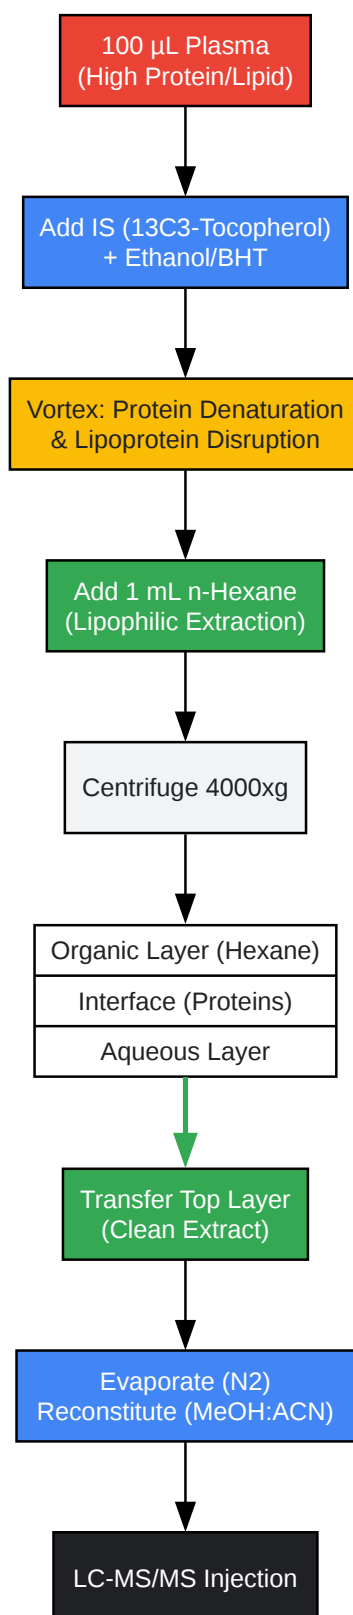 100 µL Plasma
(High Protein/Lipid)
Add IS (13C3-Tocopherol)
+ Ethanol/BHT
Vortex: Protein Denaturation
& Lipoprotein Disruption
Add 1 mL n-Hexane
(Lipophilic Extraction)
Centrifuge 4000xg
Organic Layer (Hexane)
Interface (Proteins)
Aqueous Layer
Transfer Top Layer
(Clean Extract)
Evaporate (N2)
Reconstitute (MeOH:ACN)
LC-MS/MS Injection